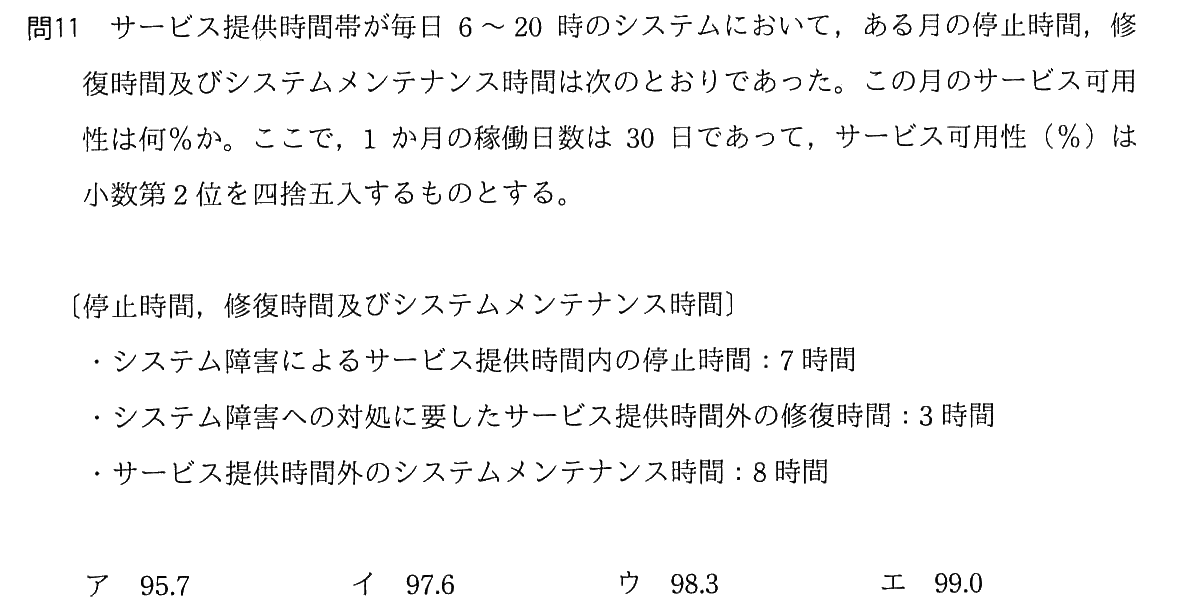 問11 サービス提供時間帯が毎日 6～20 時のシステムにおいて，ある月の停止時間，修
復時間及びシステムメンテナンス時間は次のとおりであった。この月のサービス可用
性は何％か。ここで，1 か月の稼働日数は 30 日であって，サービス可用性（％）は
小数第 2 位を四捨五入するものとする。
〔停止時間，修復時間及びシステムメンテナンス時間〕
・システム障害によるサービス提供時間内の停止時間：7 時間
・システム障害への対処に要したサービス提供時間外の修復時間：3 時間
・サービス提供時間外のシステムメンテナンス時間：8 時間
ア 95.7 イ 97.6 ウ 98.3 エ 99.0